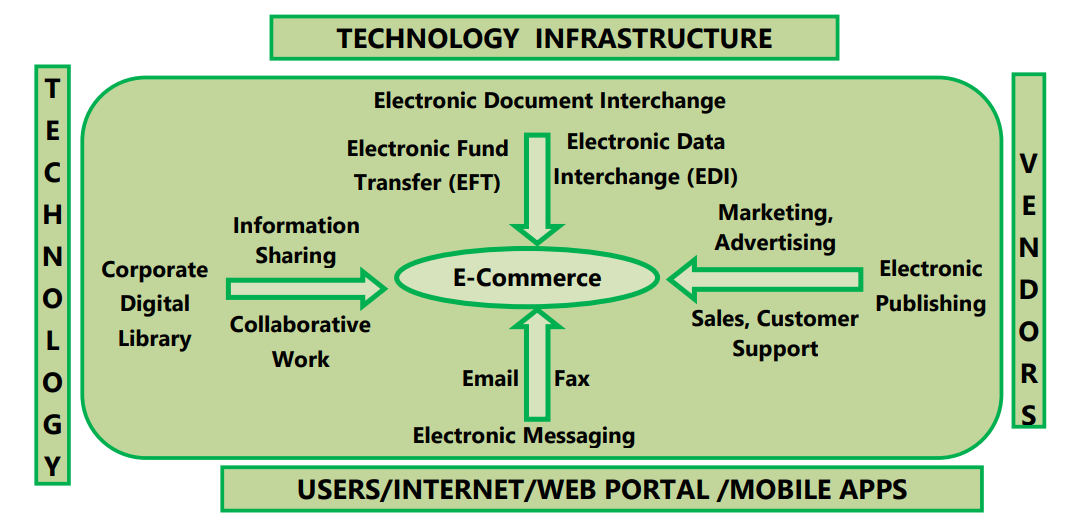 TECHNOLOGY INFRASTRUCTURE
TECHNOLOGY
Electronic Document Interchange
Electronic Fund
Transfer (EFT)
Electronic Data
Interchange (EDI)
Information
Sharing
Marketing,
Advertising
Corporate
Digital
Library
E-Commerce
Electronic
Publishing
Collaborative
Work
Sales, Customer
Support
Email
Fax
Electronic Messaging
VENDORS
USERS/INTERNET/WEB PORTAL /MOBILE APPS